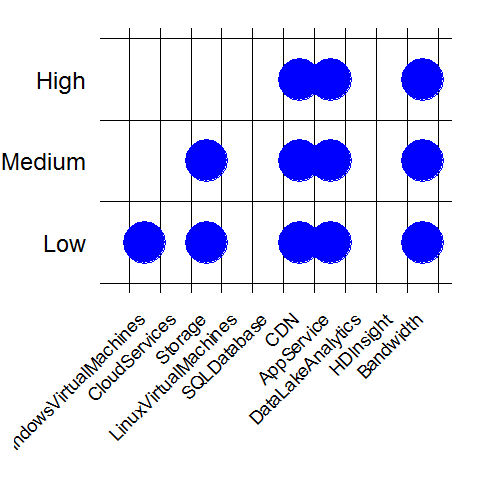 High
Medium
Low
ndowsVirtualMachines
CloudServices
Storage
LinuxVirtualMachines
SQLDatabase
CDN
AppService
DataLakeAnalytics
HDInsight
Bandwidth